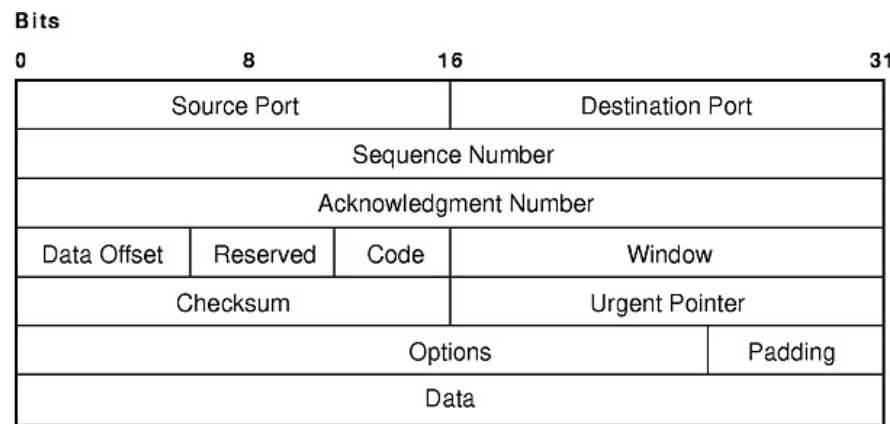 Bits
0 8 16 31
Source Port Destination Port
Sequence Number
Acknowledgment Number
Data Offset Reserved Code Window
Checksum Urgent Pointer
Options Padding
Data